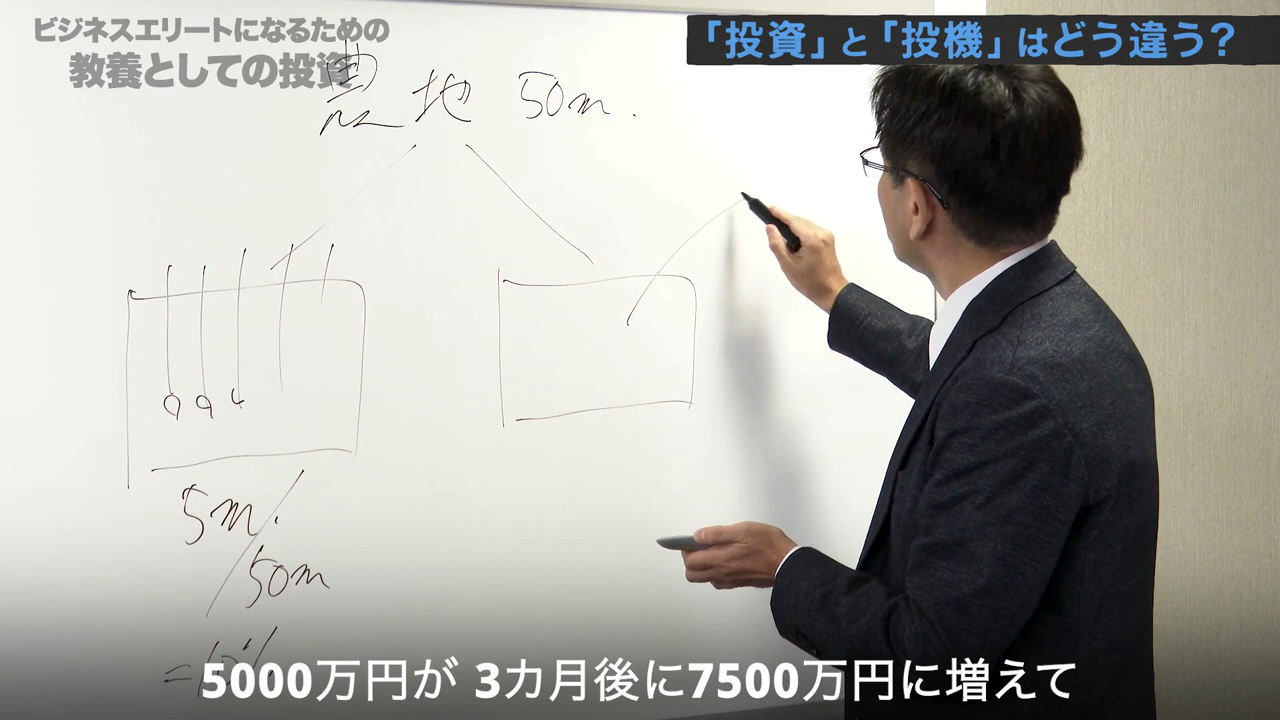 ビジネスエリートになるための
教養としての投資
「投資」と「投機」はどう違う?
農地 50m.
5m.
/50m
=10%
5000万円が 3カ月後に7500万円に増えて